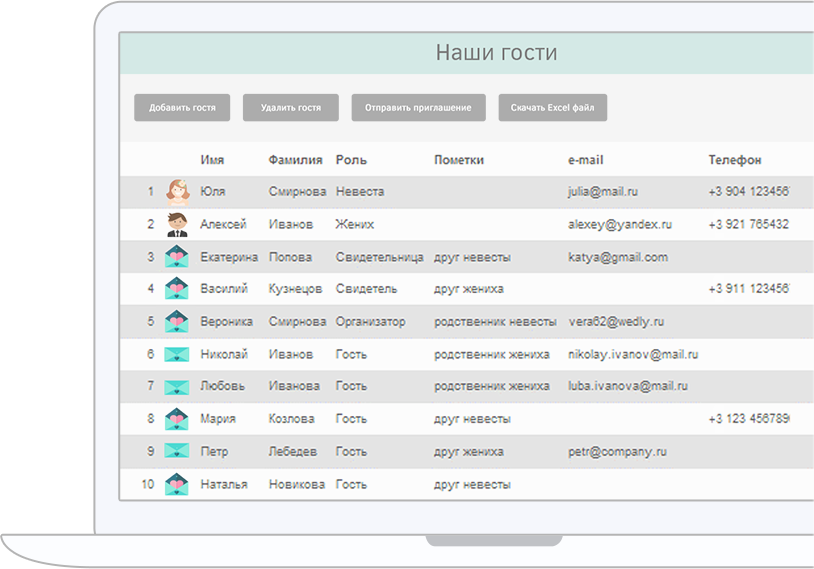 Наши гости
Добавить гостя Удалить гостя Отправить приглашение Скачать Excel файл
Имя Фамилия Роль Пометки e-mail Телефон
1 Юля Смирнова Невеста julia@mail.ru +3 904 123456
2 Алексей Иванов Жених alexey@yandex.ru +3 921 765432
3 Екатерина Попова Свидетельница друг невесты katya@gmail.com
4 Василий Кузнецов Свидетель друг жениха +3 911 123456
5 Вероника Смирнова Организатор родственник невесты vera62@wedly.ru
6 Николай Иванов Гость родственник жениха nikolay.ivanov@mail.ru
7 Любовь Иванова Гость родственник жениха luba.ivanova@mail.ru
8 Мария Козлова Гость друг невесты +3 123 456789
9 Петр Лебедев Гость друг жениха petr@company.ru
10 Наталья Новикова Гость друг невесты